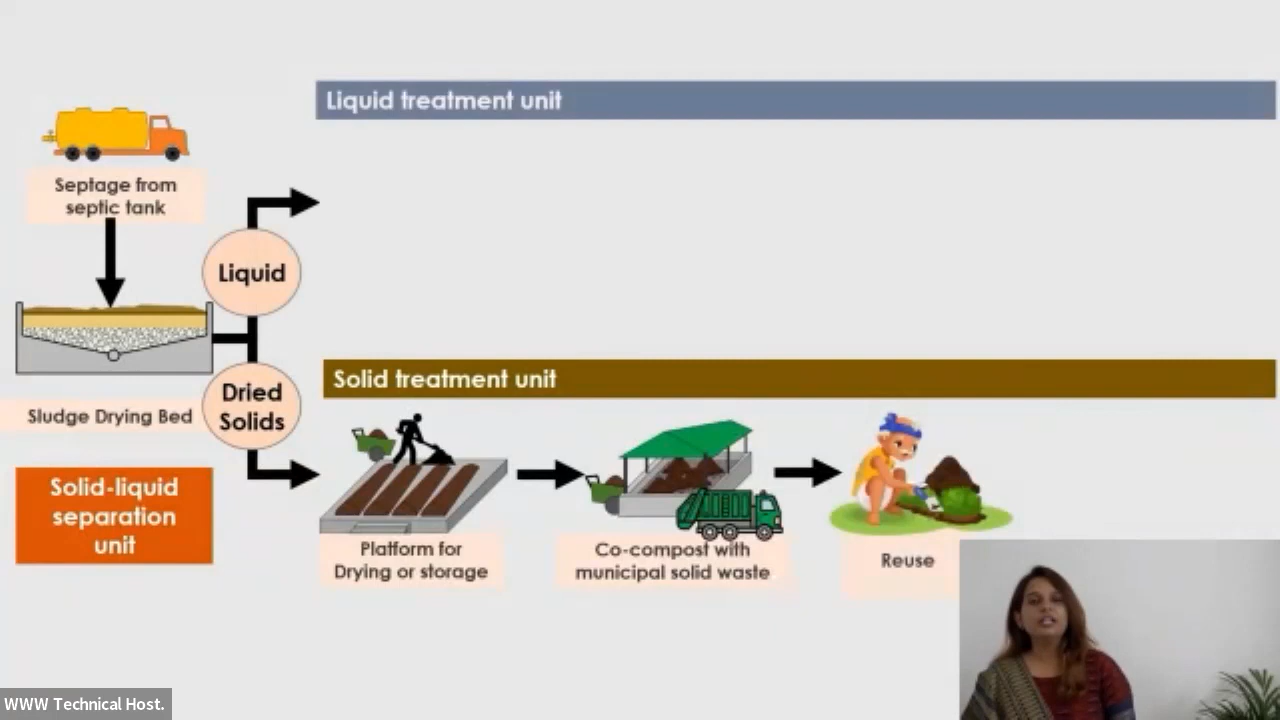 Liquid treatment unit
Septage from
septic tank
Liquid
Solid treatment unit
Dried
Solids
Sludge Drying Bed
Solid-liquid
separation
unit
Platform for
Drying or storage
Co-compost with
municipal solid waste
Reuse
WWW Technical Host.